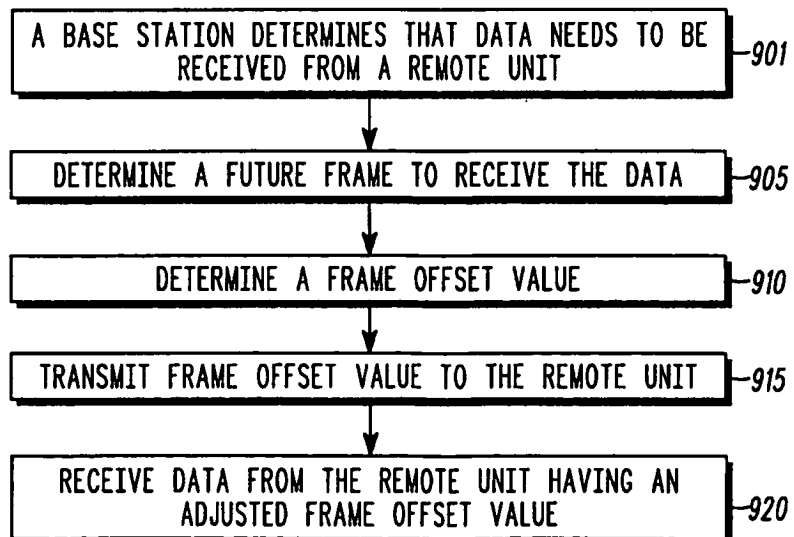 A BASE STATION DETERMINES THAT DATA NEEDS TO BE
RECEIVED FROM A REMOTE UNIT
901
DETERMINE A FUTURE FRAME TO RECEIVE THE DATA
905
DETERMINE A FRAME OFFSET VALUE
910
TRANSMIT FRAME OFFSET VALUE TO THE REMOTE UNIT
915
RECEIVE DATA FROM THE REMOTE UNIT HAVING AN
ADJUSTED FRAME OFFSET VALUE
920